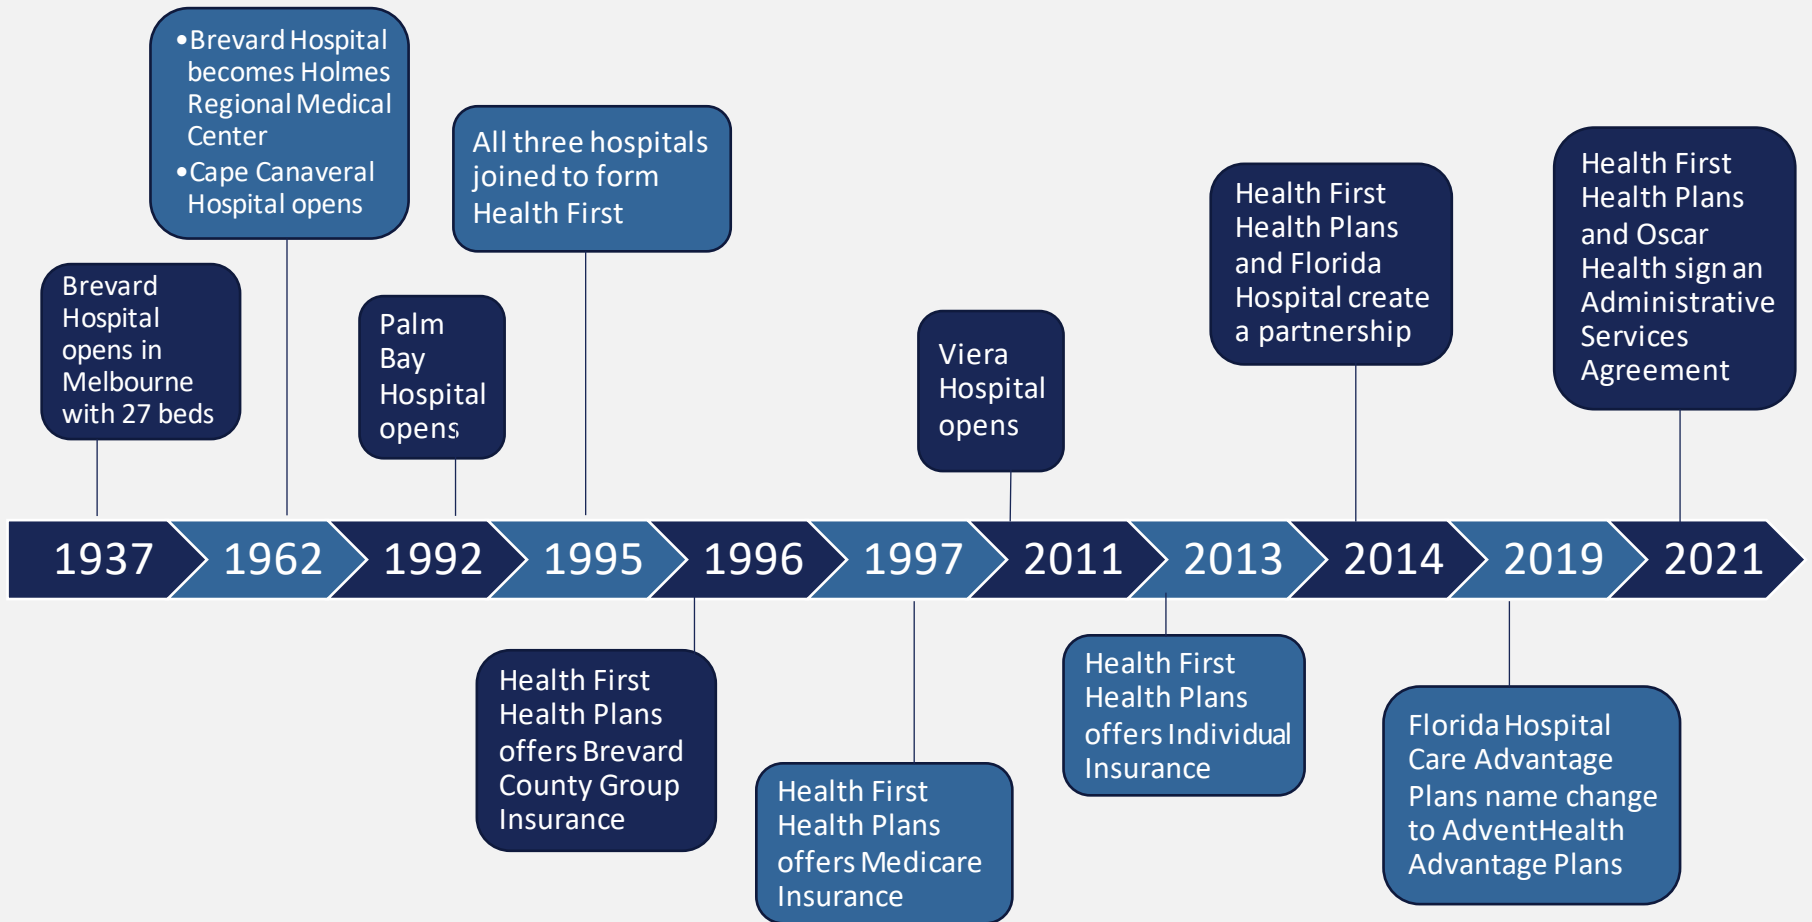 •Brevard Hospital
becomes Holmes
Regional Medical
Center
•Cape Canaveral
Hospital opens
All three hospitals
joined to form
Health First
Health First
Health Plans
and Florida
Hospital create
a partnership
Health First
Health Plans
and Oscar
Health sign an
Administrative
Services
Agreement
Brevard
Hospital
opens in
Melbourne
with 27 beds
Palm
Bay
Hospital
opens
Viera
Hospital
opens
1937
1962
1992
1995
1996
1997
2011
2013
2014
2019
2021
Health First
Health Plans
offers Brevard
County Group
Insurance
Health First
Health Plans
offers Medicare
Insurance
Health First
Health Plans
offers Individual
Insurance
Florida Hospital
Care Advantage
Plans name change
to AdventHealth
Advantage Plans